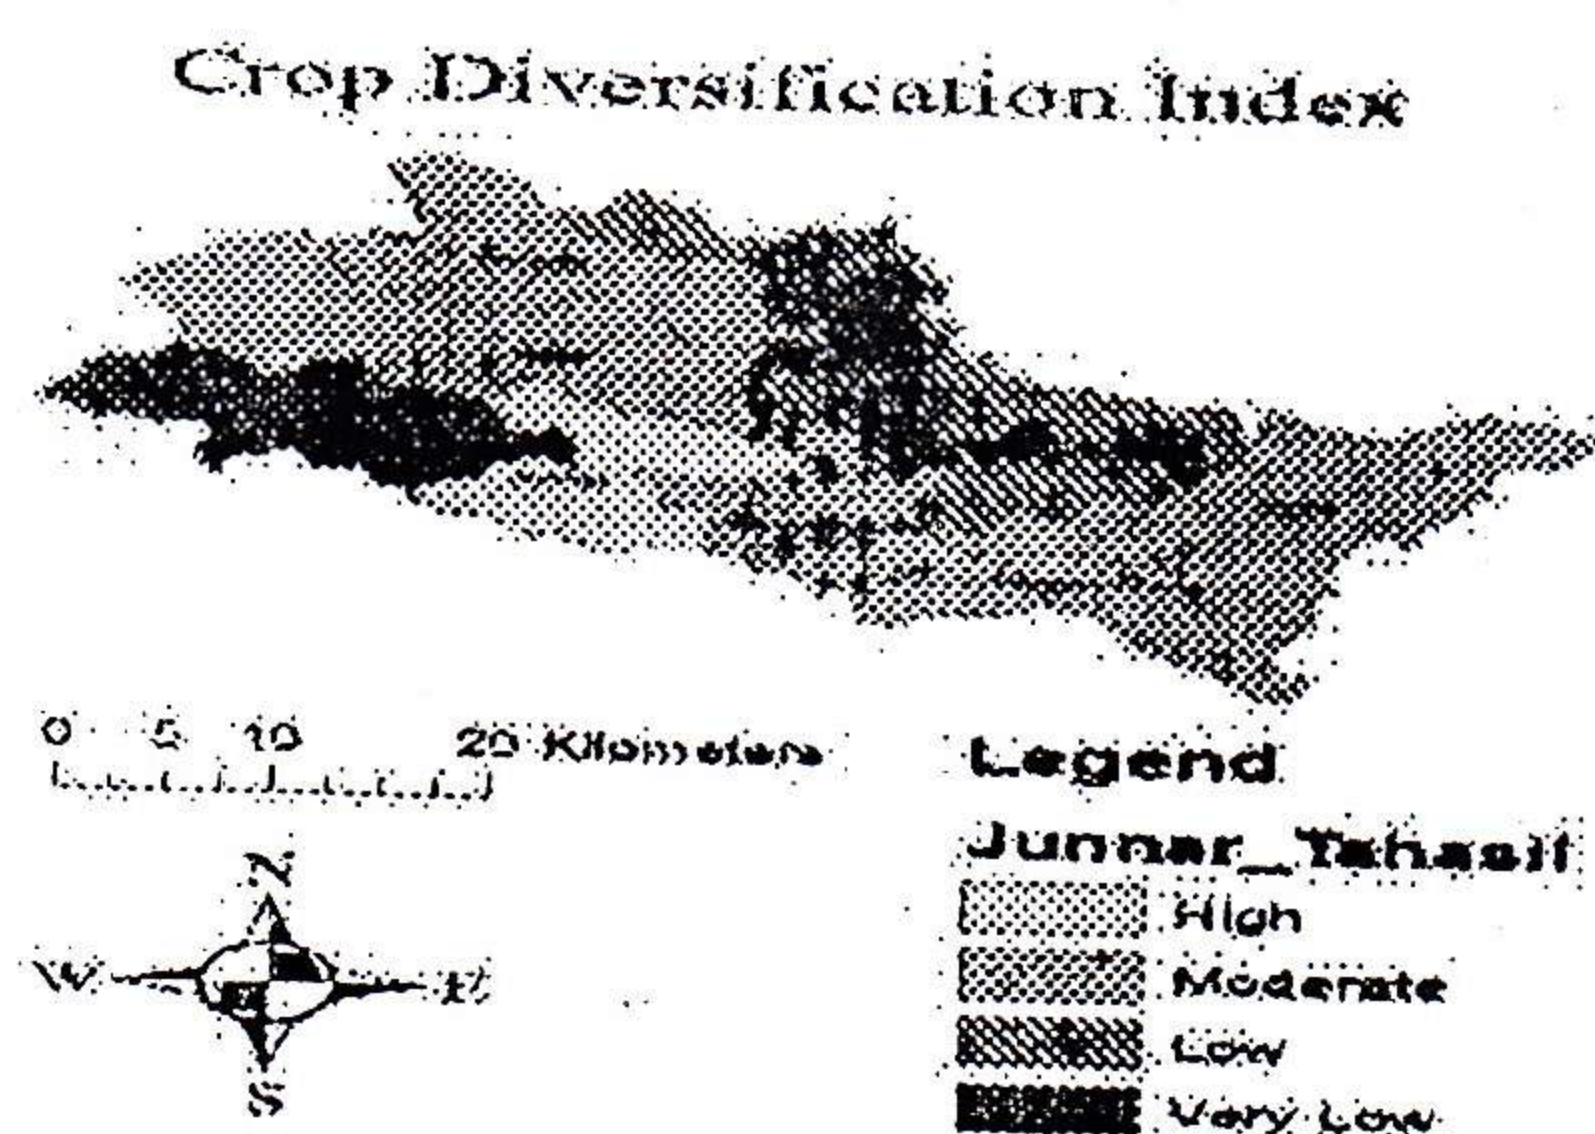 Crop Diversification Index
0 5 10 20 Kilometers
Legend
Junnar_Tahasil
High
Moderate
Low
Very Low
N
W E
S